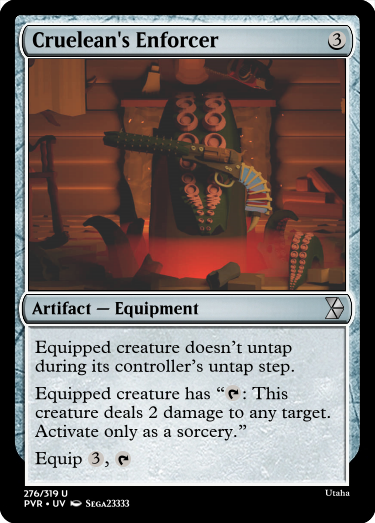 Cruelean's Enforcer 3
Artifact — Equipment
Equipped creature doesn't untap
during its controller's untap step.
Equipped creature has “: This
creature deals 2 damage to any target.
Activate only as a sorcery.”
Equip 3,
276/319 U Utaha
PVR • UV Sega23333